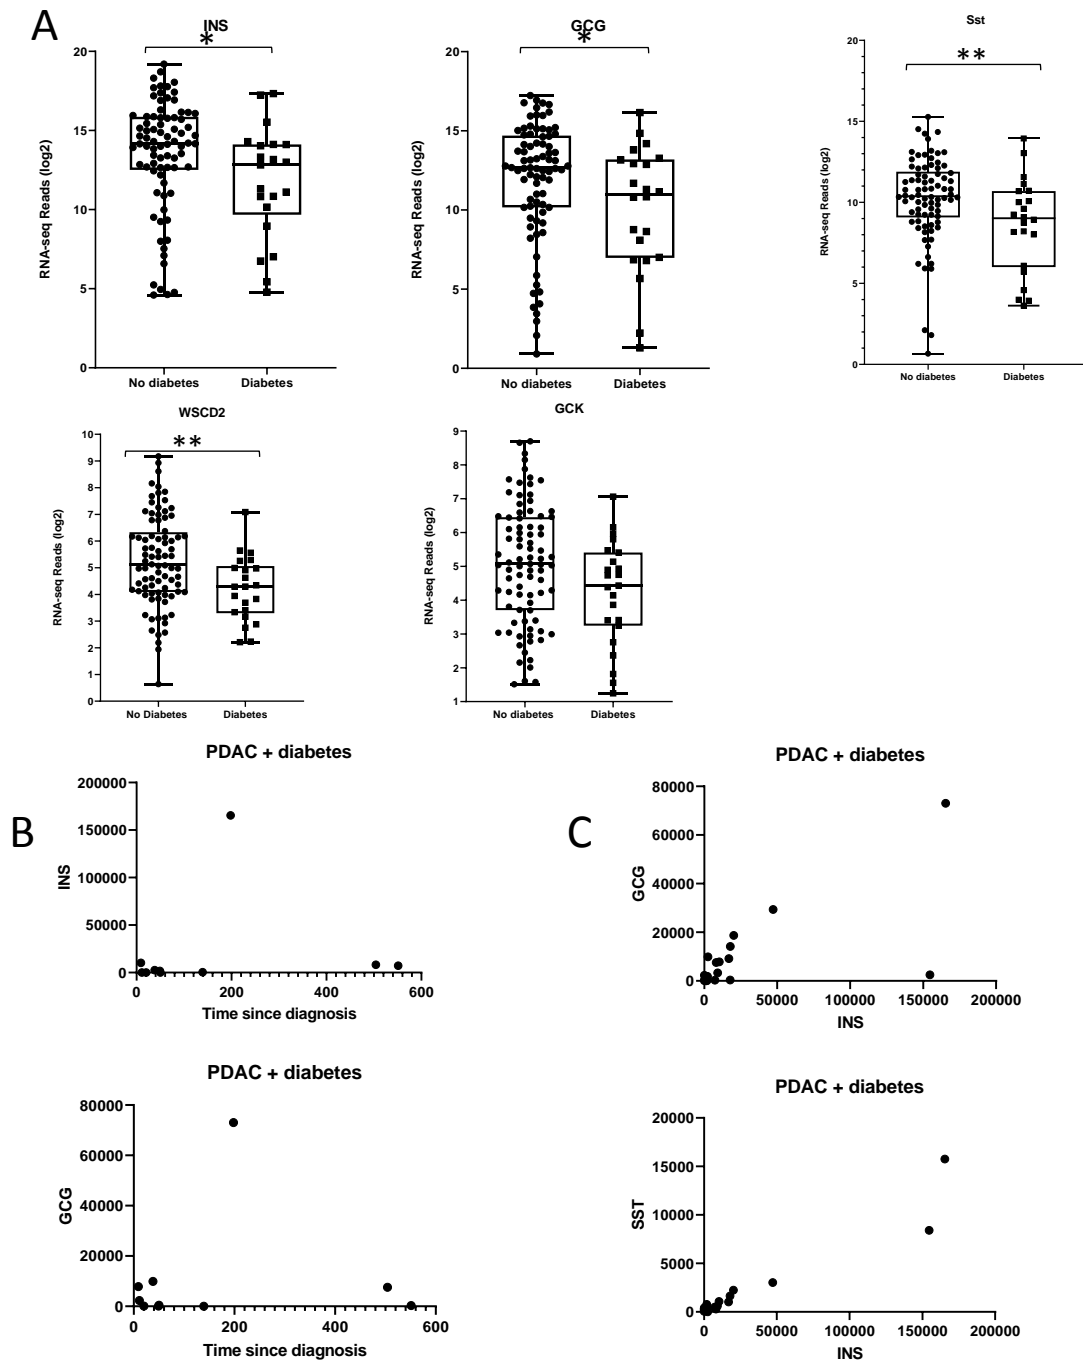 A
INS
*
RNA-seq Reads (log2)
20
15
10
5
0
No diabetes
Diabetes
GCG
*
RNA-seq Reads (log2)
20
15
10
5
0
No diabetes
Diabetes
Sst
**
RNA-seq Reads (log2)
20
15
10
5
0
No diabetes
Diabetes
WSCD2
**
RNA-seq Reads (log2)
10
9
8
7
6
5
4
3
2
1
0
No Diabetes
Diabetes
GCK
RNA-seq Reads (log2)
9
8
7
6
5
4
3
2
1
No diabetes
Diabetes
B
PDAC + diabetes
INS
200000
150000
100000
50000
0
0
200
400
600
Time since diagnosis
PDAC + diabetes
GCG
80000
60000
40000
20000
0
0
200
400
600
Time since diagnosis
C
PDAC + diabetes
GCG
80000
60000
40000
20000
0
0
50000
100000
150000
200000
INS
PDAC + diabetes
SST
20000
15000
10000
5000
0
0
50000
100000
150000
200000
INS